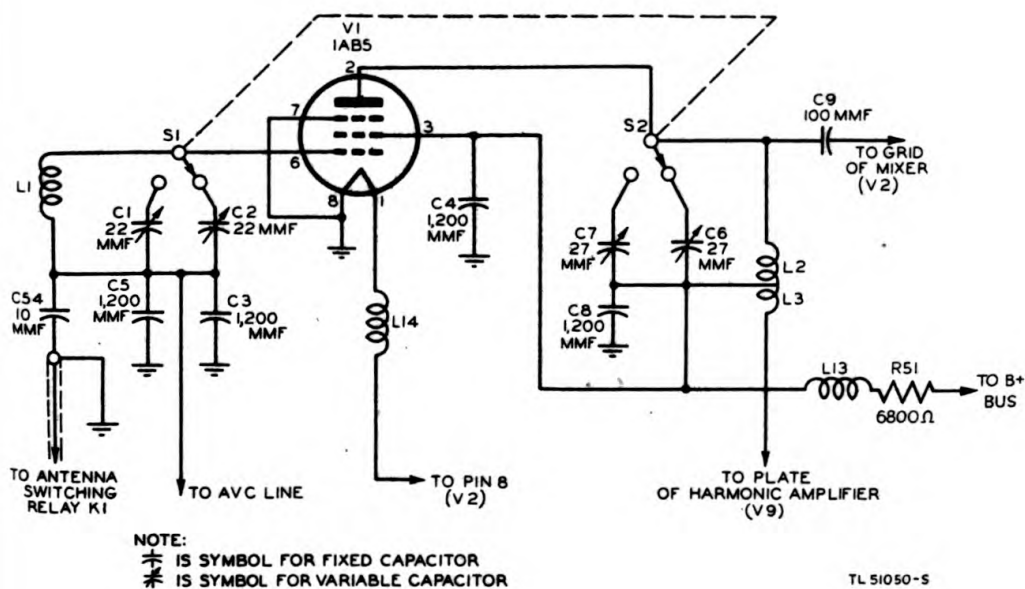 V1
1AB5
2
7
3
6
8
1
S1
S2
C9
100 MMF
TO GRID
OF MIXER
(V2)
L1
C1
22
MMF
C2
22 MMF
C4
1,200
MMF
C7
27
MMF
C6
27
MMF
L2
L3
C54
10
MMF
C5
1,200
MMF
C3
1,200
MMF
L14
C8
1,200
MMF
L13
R51
6800Ω
TO B+
BUS
TO ANTENNA
SWITCHING
RELAY K1
TO AVC LINE
TO PIN 8
(V2)
TO PLATE
OF HARMONIC AMPLIFIER
(V9)
NOTE:
IS SYMBOL FOR FIXED CAPACITOR
IS SYMBOL FOR VARIABLE CAPACITOR
TL 51050-S